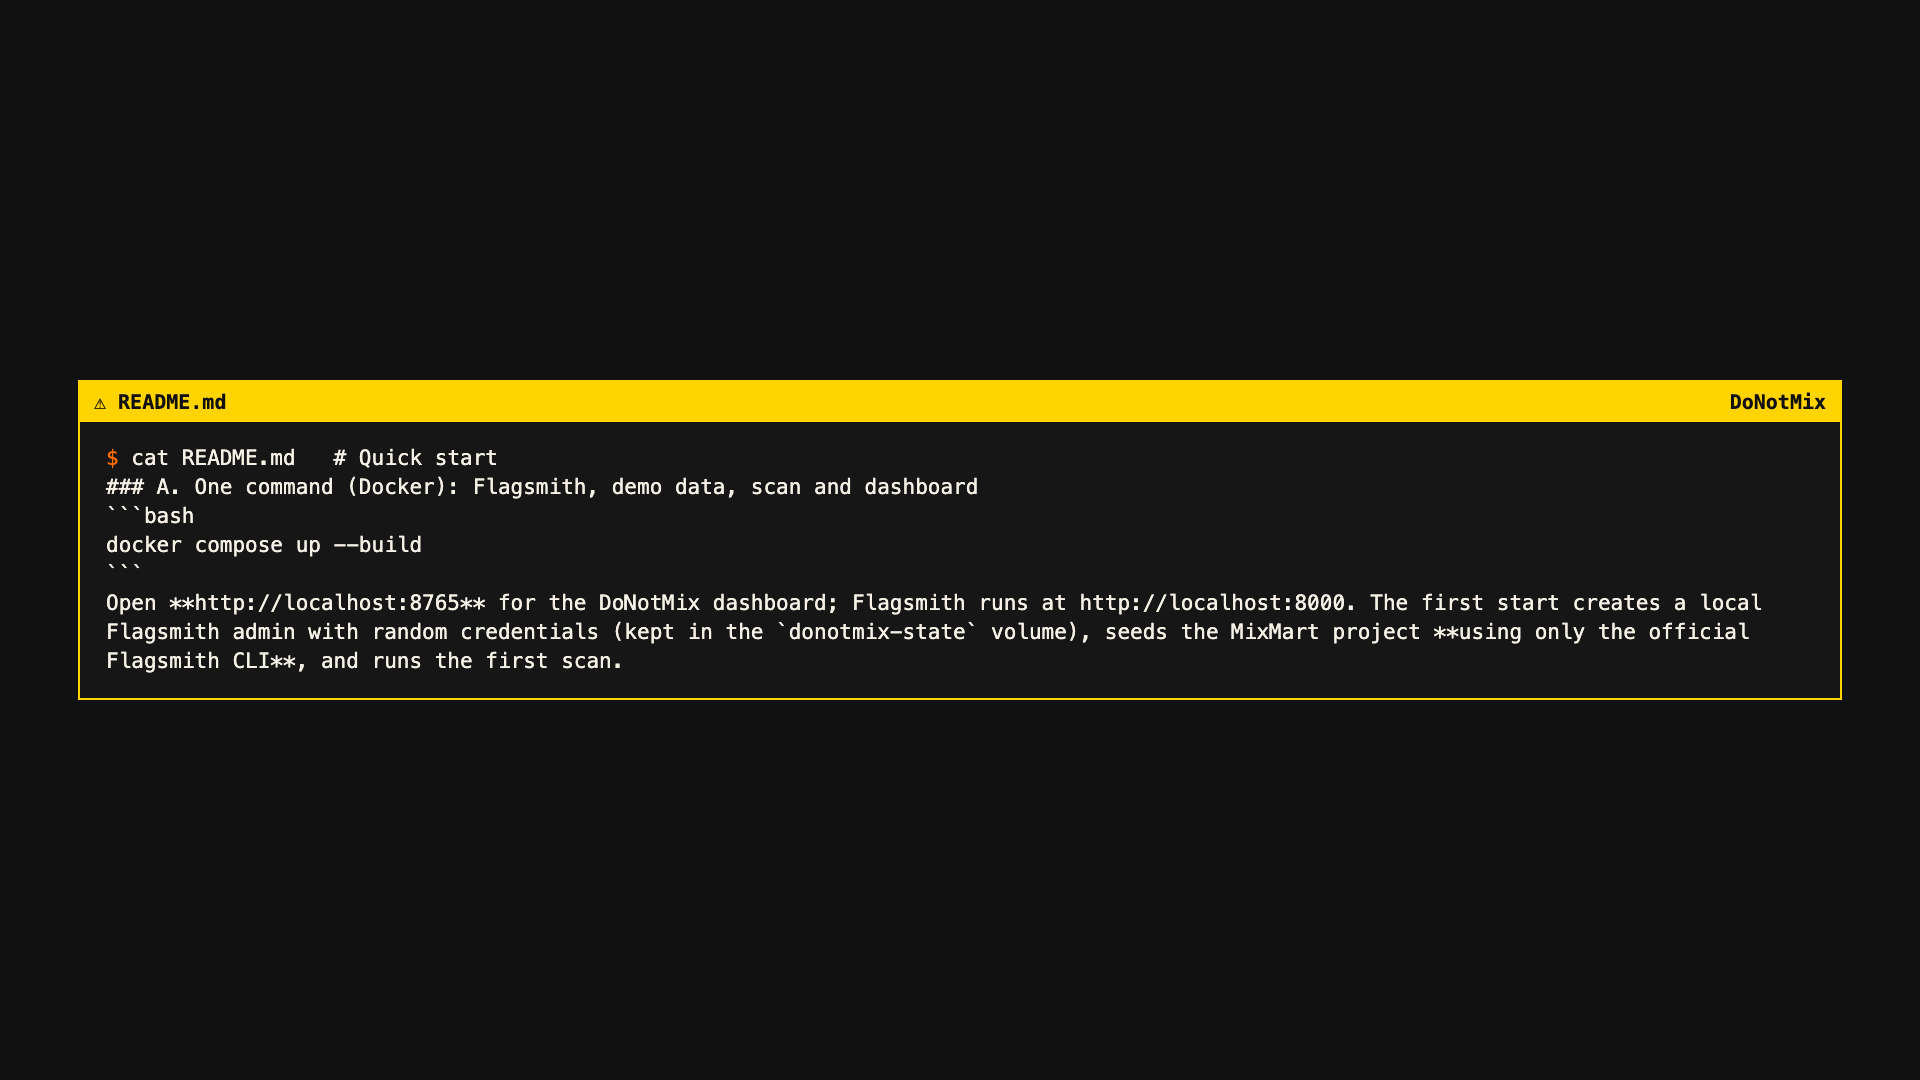 ⚠ README.md DoNotMix
$ cat README.md   # Quick start
### A. One command (Docker): Flagsmith, demo data, scan and dashboard
```bash
docker compose up --build
```
Open **http://localhost:8765** for the DoNotMix dashboard; Flagsmith runs at http://localhost:8000. The first start creates a local
Flagsmith admin with random credentials (kept in the `donotmix-state` volume), seeds the MixMart project **using only the official
Flagsmith CLI**, and runs the first scan.